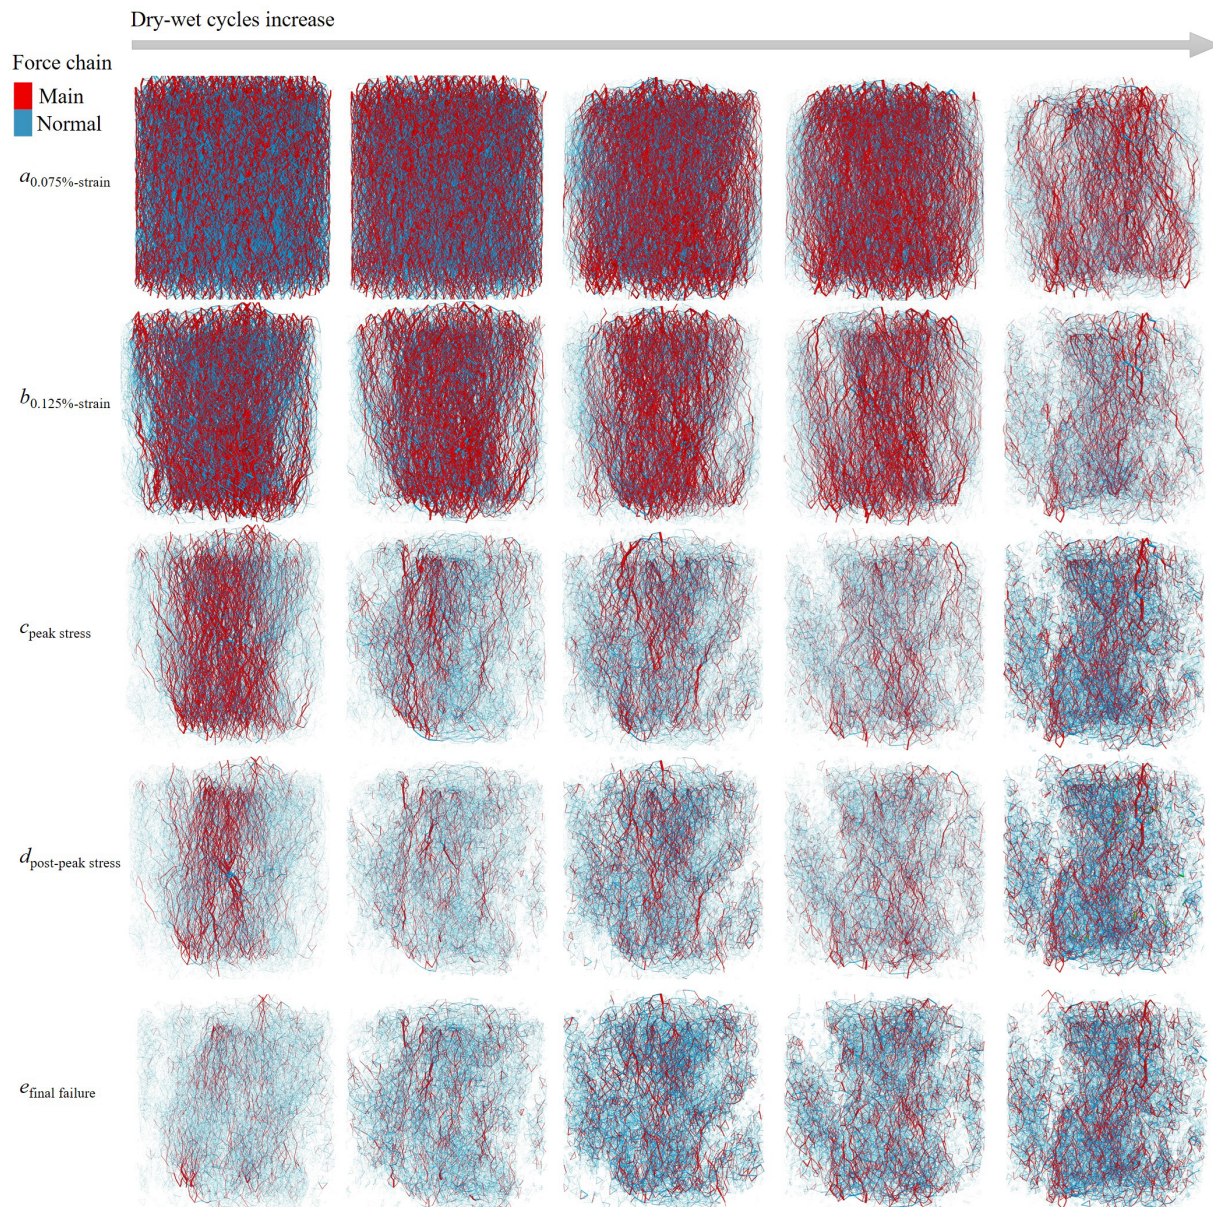 Dry-wet cycles increase
Force chain
Main
Normal
a0.075%-strain
b0.125%-strain
cpeak stress
dpost-peak stress
efinal failure